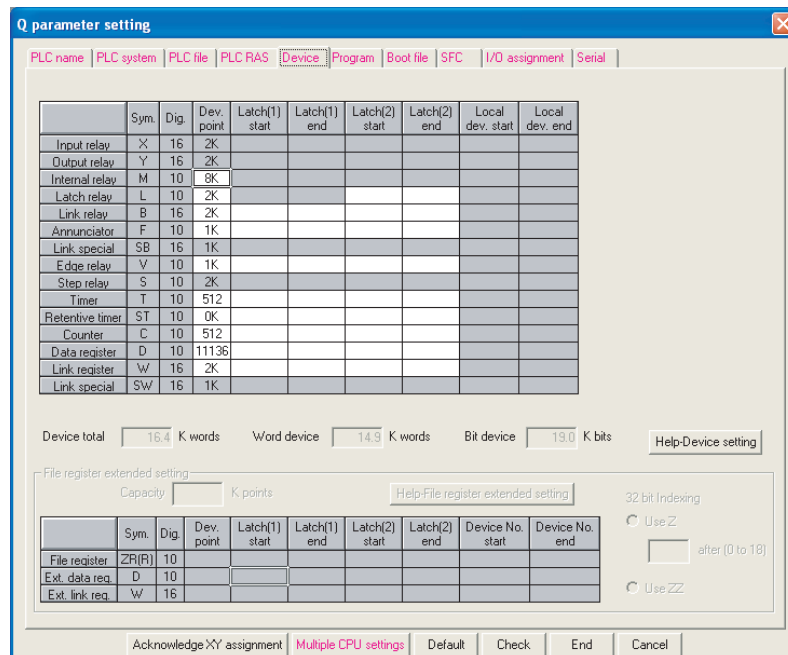 Q parameter setting
PLC name PLC system PLC file PLC RAS Device Program Boot file SFC I/O assignment Serial
Sym. Dig. Dev. point Latch(1) start Latch(1) end Latch(2) start Latch(2) end Local dev. start Local dev. end
Input relay X 16 2K
Output relay Y 16 2K
Internal relay M 10 8K
Latch relay L 10 2K
Link relay B 16 2K
Annunciator F 10 1K
Link special SB 16 1K
Edge relay V 10 1K
Step relay S 10 2K
Timer T 10 512
Retentive timer ST 10 0K
Counter C 10 512
Data register D 10 11136
Link register W 16 2K
Link special SW 16 1K
Device total 16.4 K words Word device 14.9 K words Bit device 19.0 K bits Help-Device setting
File register extended setting
Capacity K points Help-File register extended setting
32 bit Indexing
Use Z
after (0 to 18)
Use ZZ
Sym. Dig. Dev. point Latch(1) start Latch(1) end Latch(2) start Latch(2) end Device No. start Device No. end
File register ZR(R) 10
Ext. data reg. D 10
Ext. link reg. W 16
Acknowledge XY assignment Multiple CPU settings Default Check End Cancel